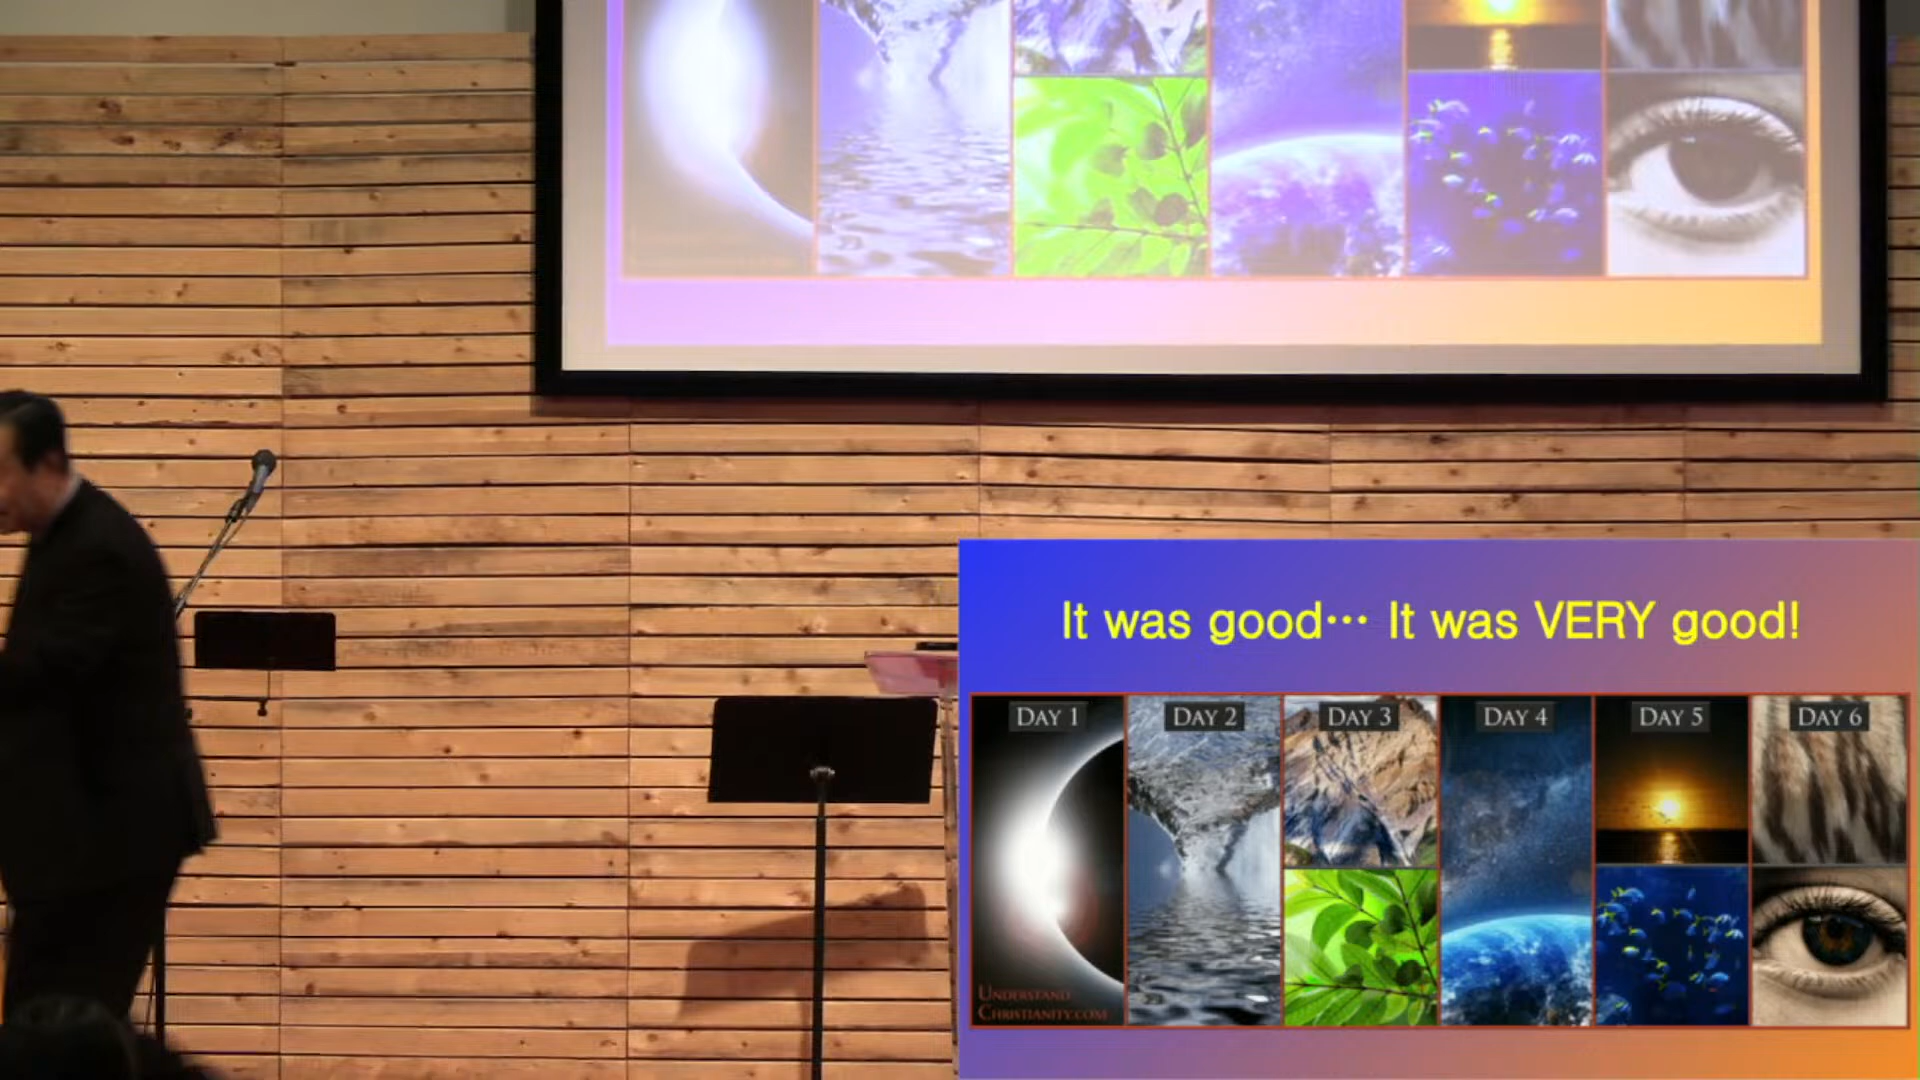 It was good… It was VERY good!
DAY 1 DAY 2 DAY 3 DAY 4 DAY 5 DAY 6
UNDERSTAND
CHRISTIANITY.COM